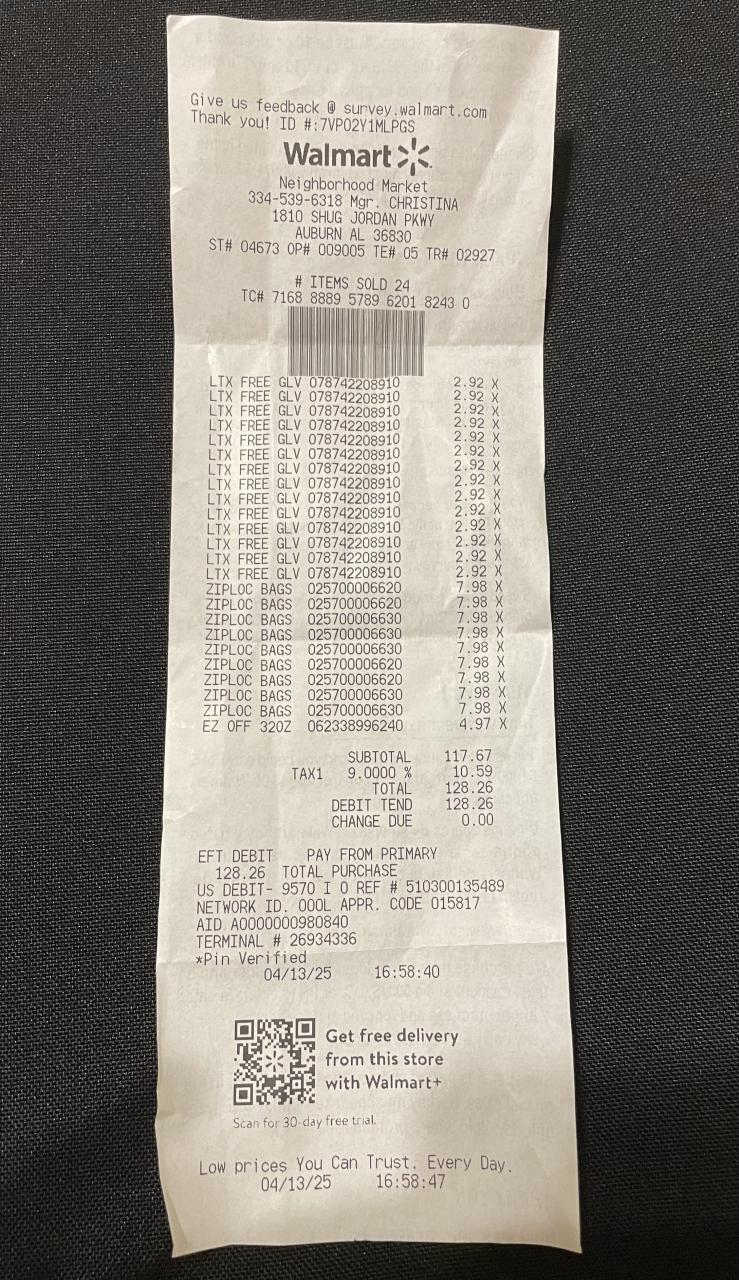 Give us feedback @ survey.walmart.com
Thank you! ID #:7VPO2Y1MLPGS
Walmart
Neighborhood Market
334-539-6318 Mgr. CHRISTINA
1810 SHUG JORDAN PKWY
AUBURN AL 36830
ST# 04673 OP# 009005 TE# 05 TR# 02927
# ITEMS SOLD 24
TC# 7168 8889 5789 6201 8243 0
LTX FREE GLV 078742208910 2.92 X
LTX FREE GLV 078742208910 2.92 X
LTX FREE GLV 078742208910 2.92 X
LTX FREE GLV 078742208910 2.92 X
LTX FREE GLV 078742208910 2.92 X
LTX FREE GLV 078742208910 2.92 X
LTX FREE GLV 078742208910 2.92 X
LTX FREE GLV 078742208910 2.92 X
LTX FREE GLV 078742208910 2.92 X
LTX FREE GLV 078742208910 2.92 X
LTX FREE GLV 078742208910 2.92 X
LTX FREE GLV 078742208910 2.92 X
LTX FREE GLV 078742208910 2.92 X
LTX FREE GLV 078742208910 2.92 X
ZIPLOC BAGS 025700006620 7.98 X
ZIPLOC BAGS 025700006620 7.98 X
ZIPLOC BAGS 025700006630 7.98 X
ZIPLOC BAGS 025700006630 7.98 X
ZIPLOC BAGS 025700006630 7.98 X
ZIPLOC BAGS 025700006620 7.98 X
ZIPLOC BAGS 025700006620 7.98 X
ZIPLOC BAGS 025700006630 7.98 X
ZIPLOC BAGS 025700006630 7.98 X
EZ OFF 32OZ 062338996240 4.97 X
SUBTOTAL 117.67
TAX1 9.0000 % 10.59
TOTAL 128.26
DEBIT TEND 128.26
CHANGE DUE 0.00
EFT DEBIT PAY FROM PRIMARY
128.26 TOTAL PURCHASE
US DEBIT- 9570 I 0 REF # 510300135489
NETWORK ID. 000L APPR. CODE 015817
AID A0000000980840
TERMINAL # 26934336
*Pin Verified
04/13/25 16:58:40
Get free delivery
from this store
with Walmart+
Scan for 30-day free trial.
Low prices You Can Trust. Every Day.
04/13/25 16:58:47